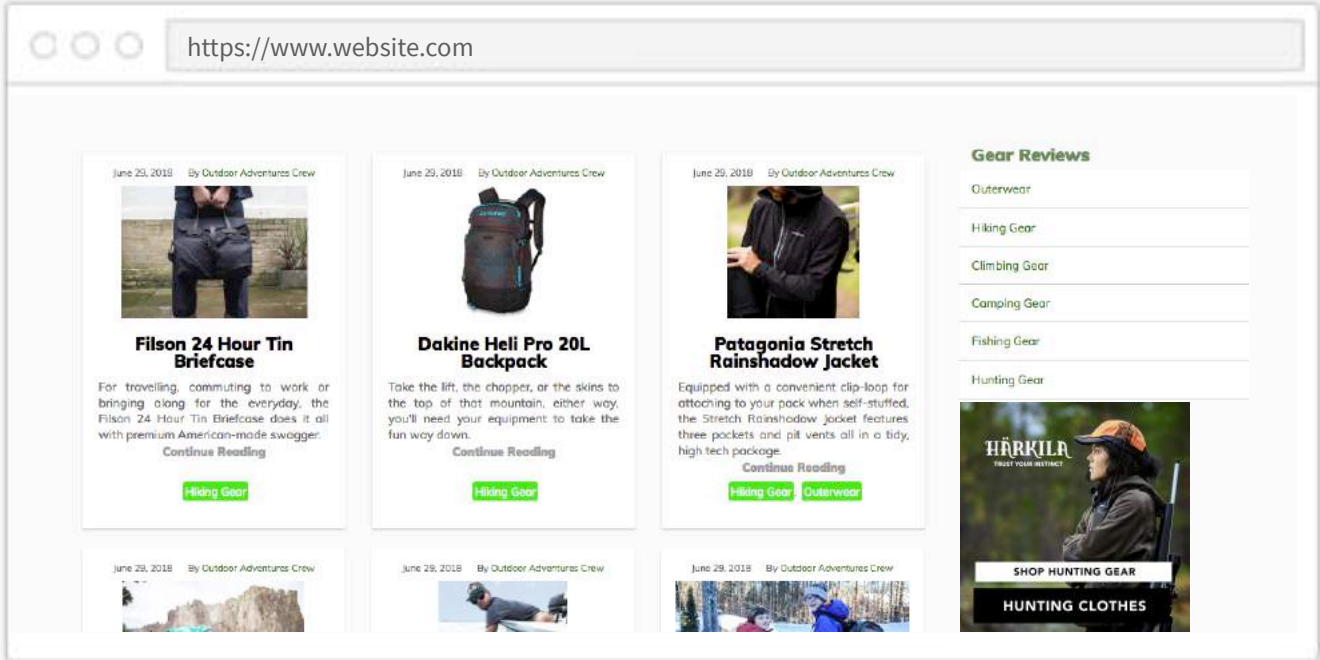 https://www.website.com
June 29, 2018 By Outdoor Adventures Crew
Filson 24 Hour Tin
Briefcase
For travelling, commuting to work or
bringing along for the everyday, the
Filson 24 Hour Tin Briefcase does it all
with premium American-made swagger.
Continue Reading
Hiking Gear
June 29, 2018 By Outdoor Adventures Crew
DAKINE
Dakine Heli Pro 20L
Backpack
Take the lift, the chopper, or the skins to
the top of that mountain, either way,
you'll need your equipment to take the
fun way down.
Continue Reading
Hiking Gear
June 29, 2018 By Outdoor Adventures Crew
Patagonia Stretch
Rainshadow Jacket
Equipped with a convenient clip-loop for
attaching to your pack when self-stuffed,
the Stretch Rainshadow Jacket features
three pockets and pit vents all in a tidy,
high tech package.
Continue Reading
Hiking Gear Outerwear
June 29, 2018 By Outdoor Adventures Crew
June 29, 2018 By Outdoor Adventures Crew
June 29, 2018 By Outdoor Adventures Crew
Gear Reviews
Outerwear
Hiking Gear
Climbing Gear
Camping Gear
Fishing Gear
Hunting Gear
HÄRKILA
TRUST YOUR INSTINCT
SHOP HUNTING GEAR
HUNTING CLOTHES